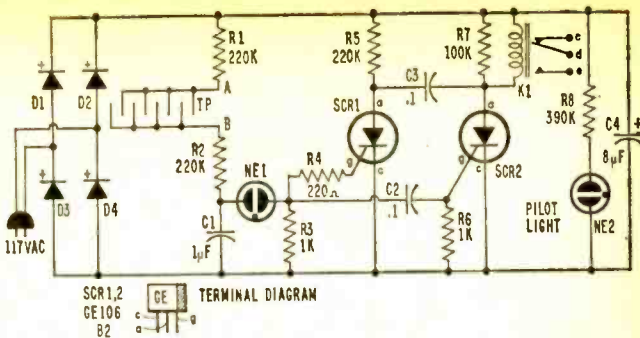 R1
220K
A
TP
B
R2
220K
D1
D2
D3
D4
117VAC
C1
1µF
NE1
R4
220Ω
R3
1K
R5
220K
C3
.1
SCR1
a
g
c
C2
.1
R6
1K
R7
100K
a
g
c
SCR2
K1
c
d
e
R8
390K
C4
8µF
PILOT
LIGHT
NE2
SCR1,2
GE106
B2
GE
c
a
g
TERMINAL DIAGRAM